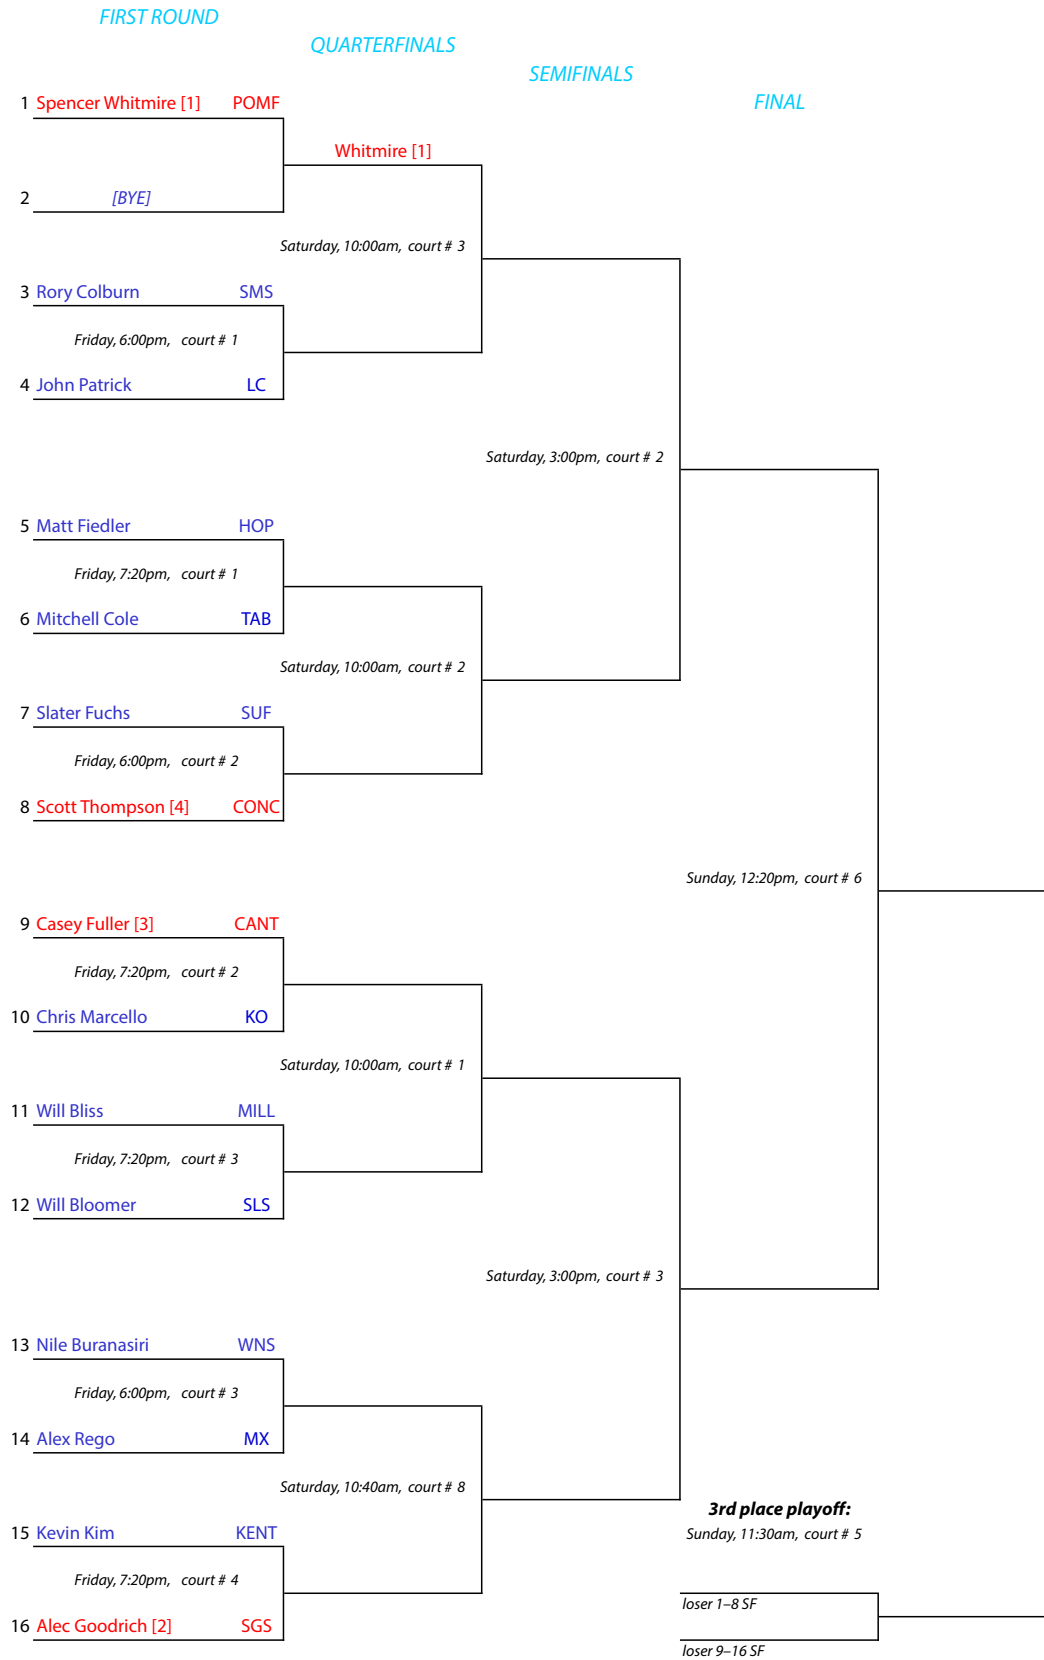 FIRST ROUND
QUARTERFINALS
SEMIFINALS
FINAL
1 Spencer Whitmire [1] POMF
Whitmire [1]
2 [BYE]
Saturday, 10:00am, court # 3
3 Rory Colburn SMS
Friday, 6:00pm, court # 1
4 John Patrick LC
Saturday, 3:00pm, court # 2
5 Matt Fiedler HOP
Friday, 7:20pm, court # 1
6 Mitchell Cole TAB
Saturday, 10:00am, court # 2
7 Slater Fuchs SUF
Friday, 6:00pm, court # 2
8 Scott Thompson [4] CONC
Sunday, 12:20pm, court # 6
9 Casey Fuller [3] CANT
Friday, 7:20pm, court # 2
10 Chris Marcello KO
Saturday, 10:00am, court # 1
11 Will Bliss MILL
Friday, 7:20pm, court # 3
12 Will Bloomer SLS
Saturday, 3:00pm, court # 3
13 Nile Buranasiri WNS
Friday, 6:00pm, court # 3
14 Alex Rego MX
Saturday, 10:40am, court # 8
3rd place playoff:
15 Kevin Kim KENT
Sunday, 11:30am, court # 5
Friday, 7:20pm, court # 4
loser 1–8 SF
16 Alec Goodrich [2] SGS
loser 9–16 SF